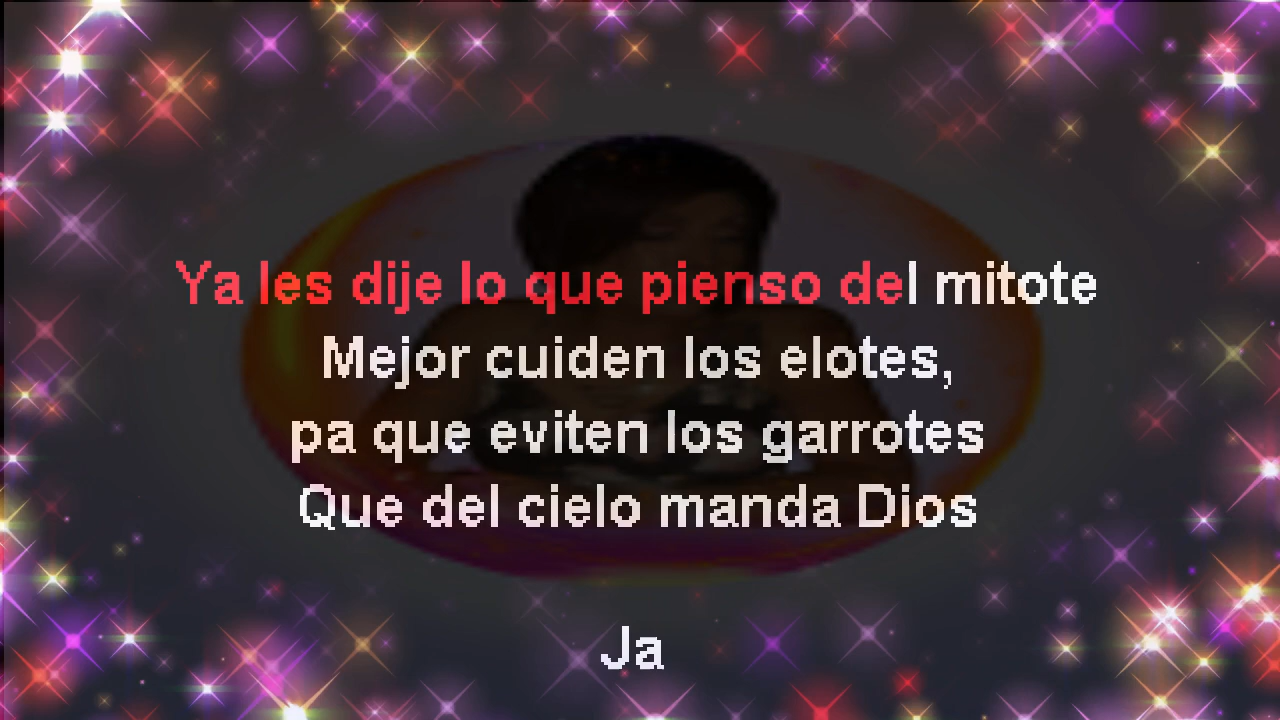 Ya les dije lo que pienso del mitote
Mejor cuiden los elotes,
pa que eviten los garrotes
Que del cielo manda Dios
Ja